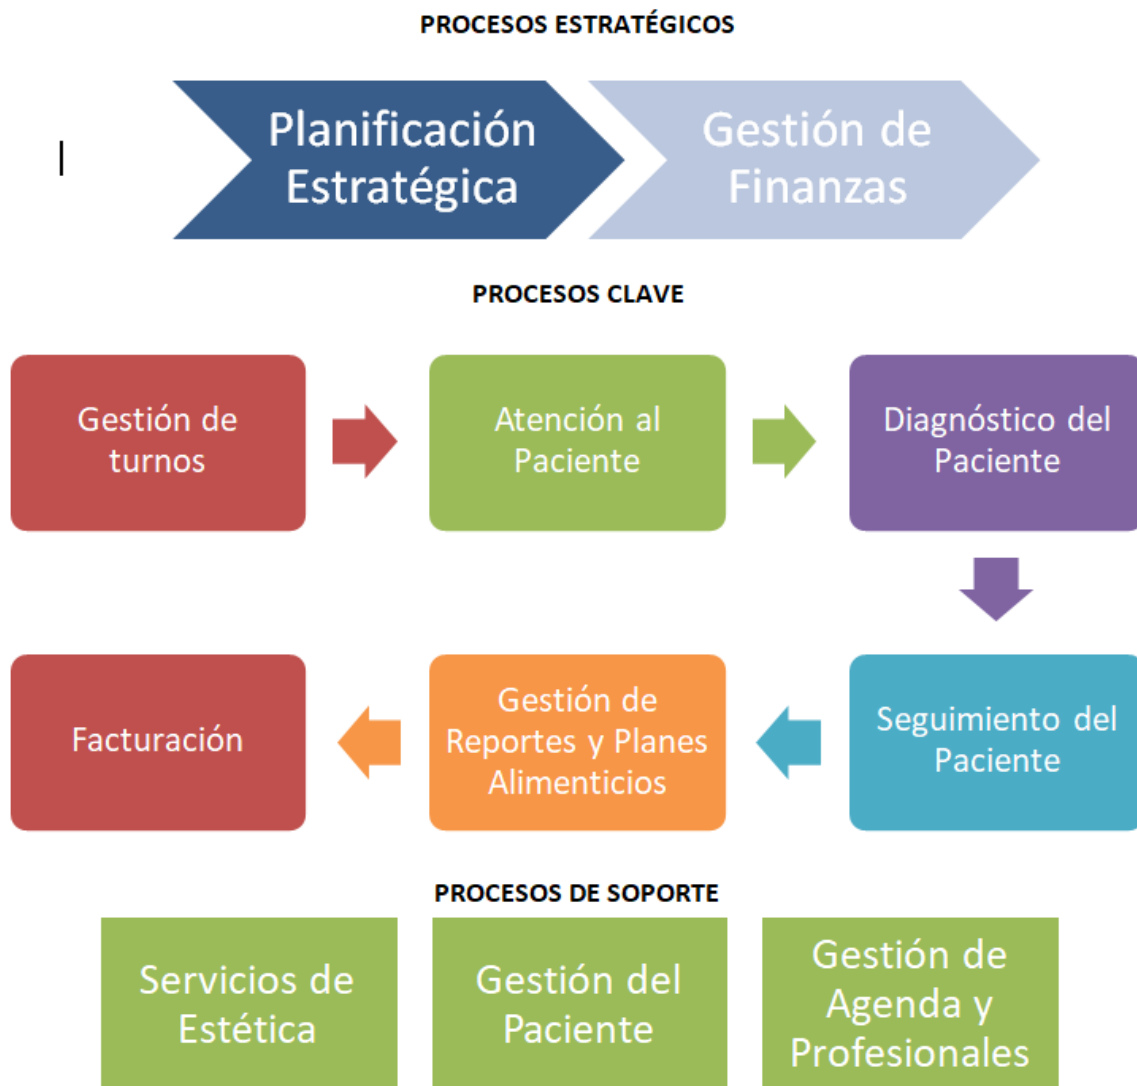 PROCESOS ESTRATÉGICOS
Planificación
Estratégica
Gestión de
Finanzas
PROCESOS CLAVE
Gestión de
turnos
Atención al
Paciente
Diagnóstico del
Paciente
Seguimiento del
Paciente
Gestión de
Reportes y Planes
Alimenticios
Facturación
PROCESOS DE SOPORTE
Servicios de
Estética
Gestión del
Paciente
Gestión de
Agenda y
Profesionales